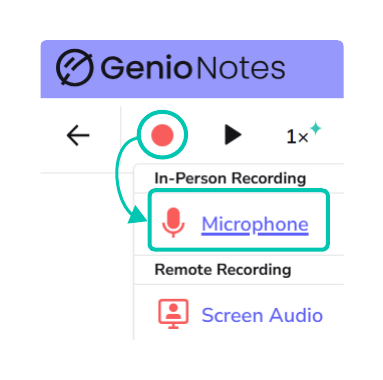 GenioNotes
1×
In-Person Recording
Microphone
Remote Recording
Screen Audio